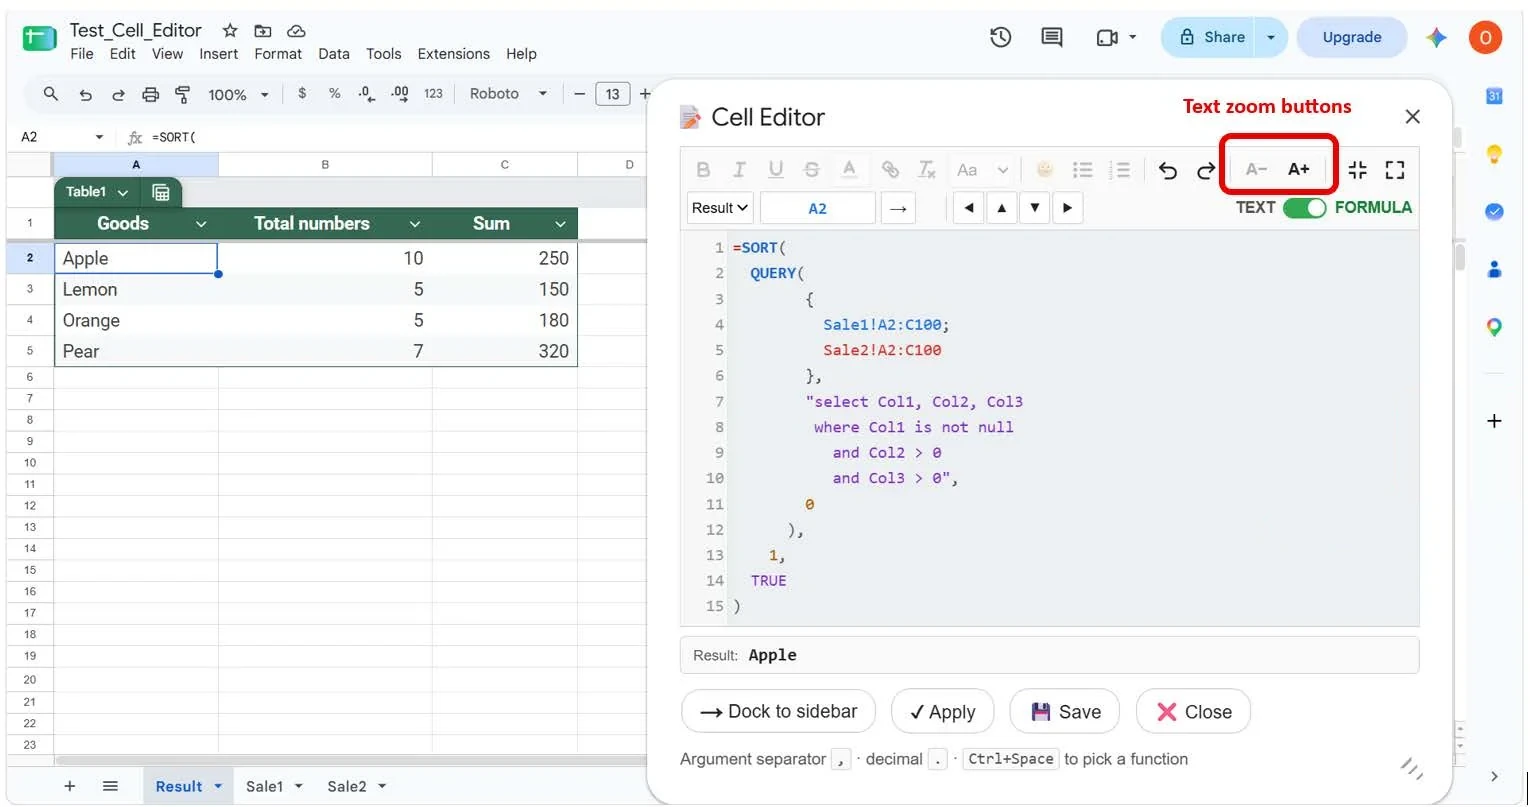 Test_Cell_Editor
File Edit View Insert Format Data Tools Extensions Help
Share
Upgrade
O
100% $ % .0 .00 123 Roboto − 13 +
A2 fx =SORT(
A B C D
Table1
1 Goods Total numbers Sum
2 Apple 10 250
3 Lemon 5 150
4 Orange 5 180
5 Pear 7 320
6
7
8
9
10
11
12
13
14
15
16
17
18
19
20
21
22
23
+ Result Sale1 Sale2
Text zoom buttons
Cell Editor
B I U S A Tx Aa A− A+
Result A2 → ◀ ▲ ▼ ▶ TEXT FORMULA
1 =SORT(
2 QUERY(
3 {
4 Sale1!A2:C100;
5 Sale2!A2:C100
6 },
7 "select Col1, Col2, Col3
8 where Col1 is not null
9 and Col2 > 0
10 and Col3 > 0",
11 0
12 ),
13 1,
14 TRUE
15 )
Result: Apple
→ Dock to sidebar ✓ Apply Save ❌ Close
Argument separator , · decimal . · Ctrl+Space to pick a function
31